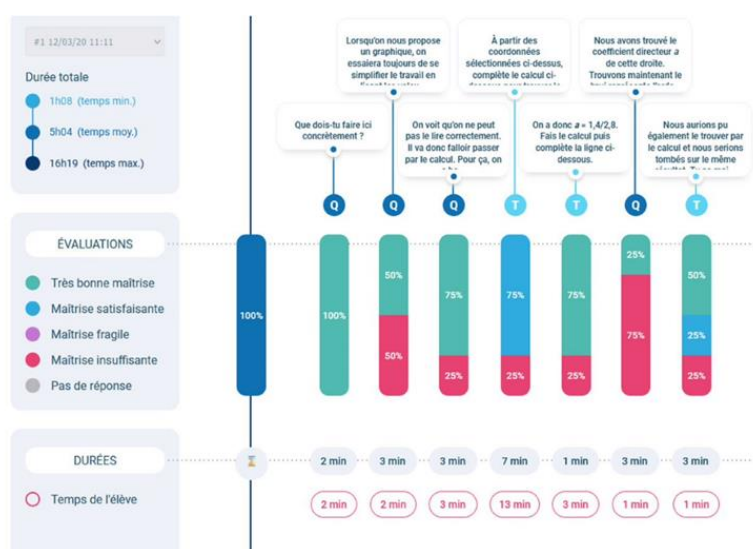 #1 12/03/20 11:11
Durée totale
1h08 (temps min.)
5h04 (temps moy.)
16h19 (temps max.)
Lorsqu'on nous propose
un graphique, on
essaiera toujours de se
simplifier le travail en
À partir des
coordonnées
sélectionnées ci-dessus,
complète le calcul ci-
Nous avons trouvé le
coefficient directeur a
de cette droite.
Trouvons maintenant le
Que dois-tu faire ici
concrètement ?
On voit qu'on ne peut
pas le lire correctement.
Il va donc falloir passer
par le calcul. Pour ça, on
On a donc a = 1,4/2,8.
Fais le calcul puis
complète la ligne ci-
dessous.
Nous aurions pu
également le trouver par
le calcul et nous serions
tombés sur le même
Q Q Q T T Q T
ÉVALUATIONS
Très bonne maîtrise
Maîtrise satisfaisante
Maîtrise fragile
Maîtrise insuffisante
Pas de réponse
100%
100%
50%
50%
75%
25%
75%
25%
75%
25%
25%
75%
50%
25%
25%
DURÉES
2 min 3 min 3 min 7 min 1 min 3 min 3 min
Temps de l'élève
2 min 2 min 3 min 13 min 3 min 1 min 1 min